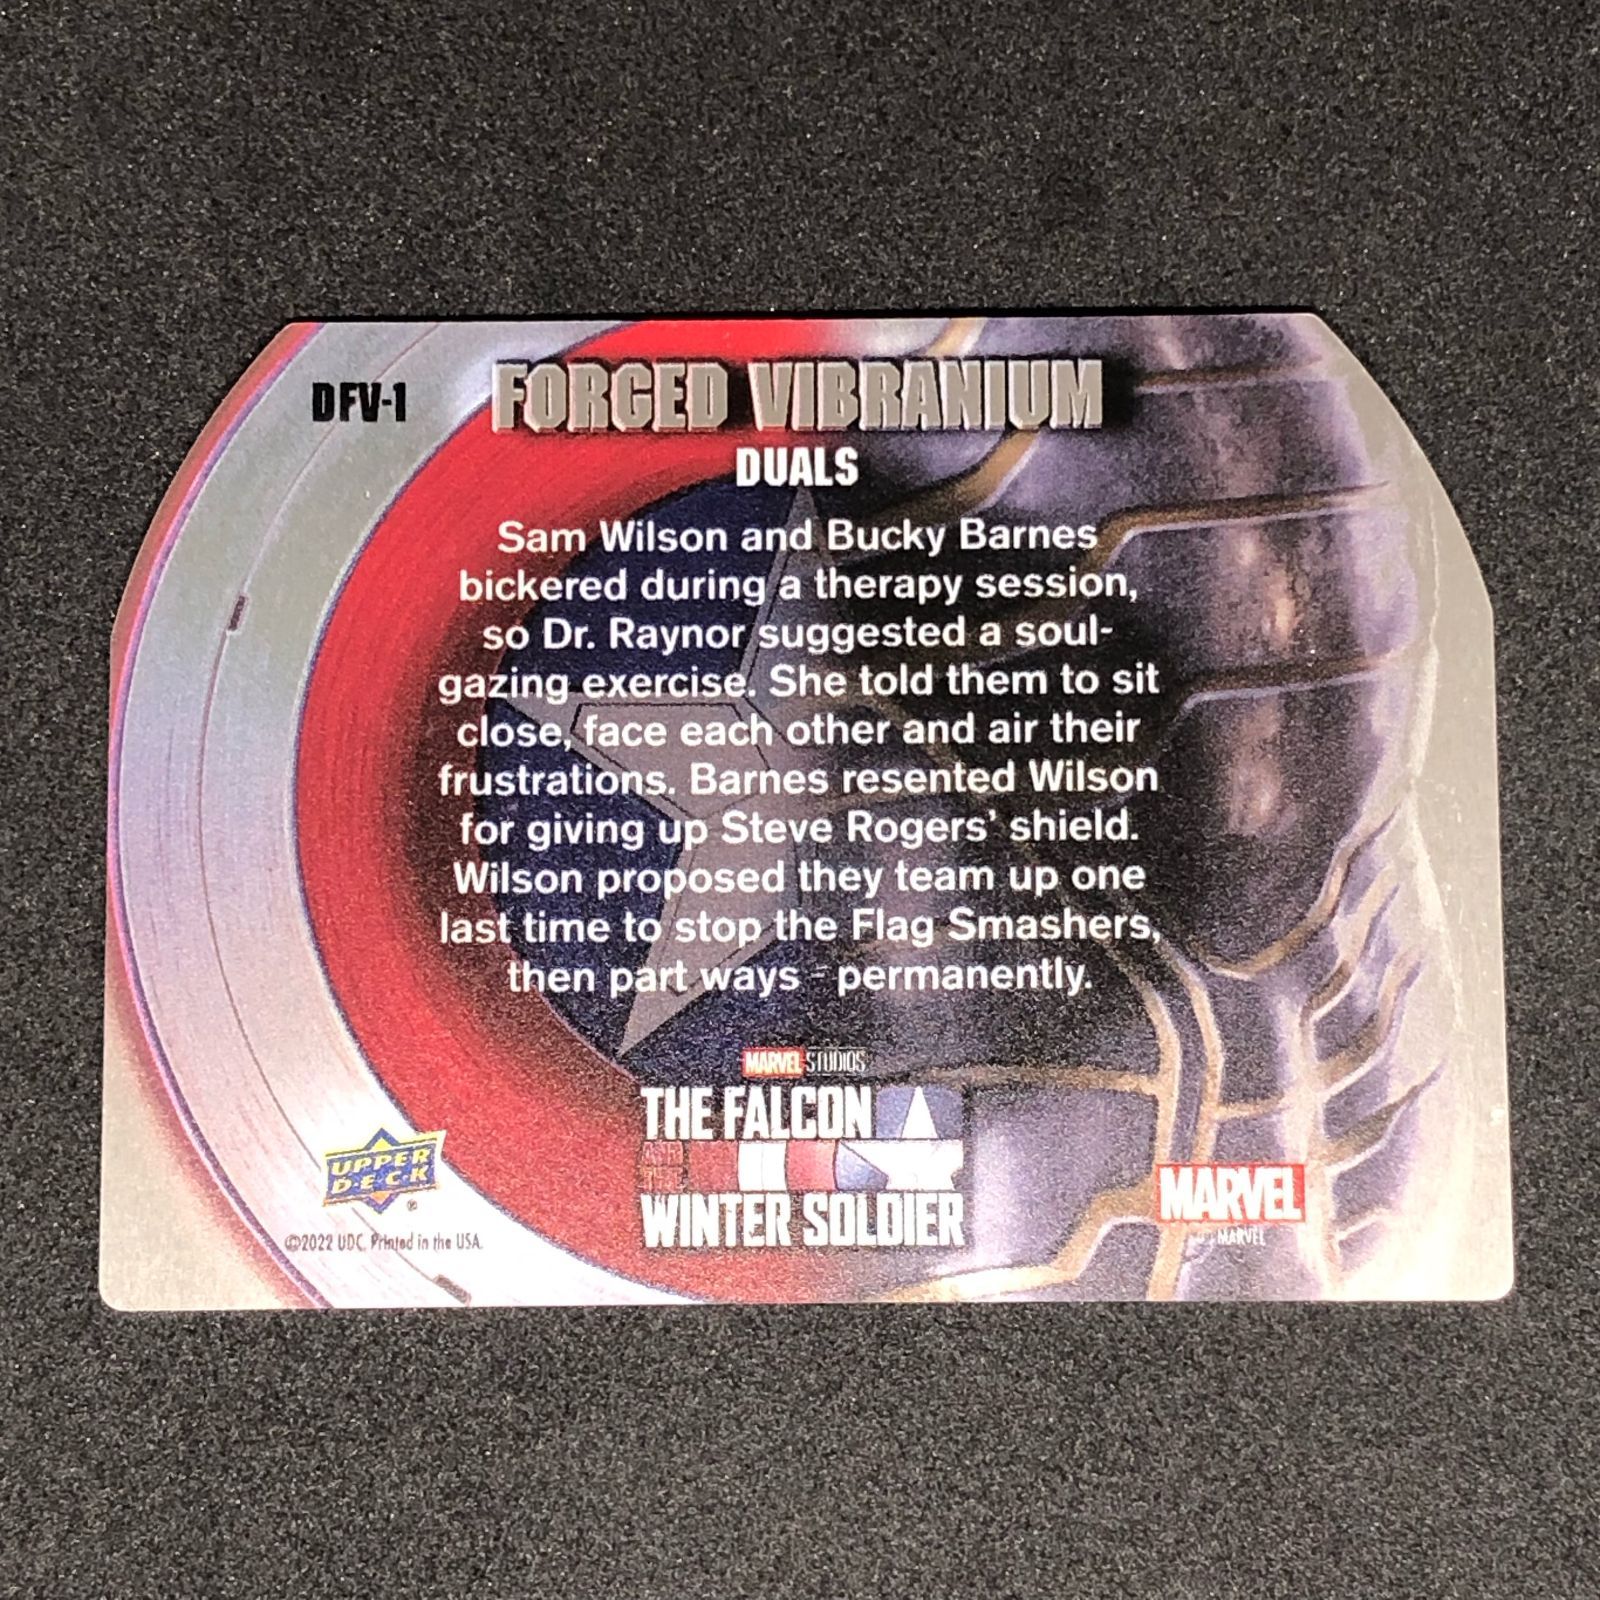 DFV-1
FORGED VIBRANIUM
DUALS
Sam Wilson and Bucky Barnes
bickered during a therapy session,
so Dr. Raynor suggested a soul-
gazing exercise. She told them to sit
close, face each other and air their
frustrations. Barnes resented Wilson
for giving up Steve Rogers' shield.
Wilson proposed they team up one
last time to stop the Flag Smashers,
then part ways - permanently.
MARVEL STUDIOS
THE FALCON
WINTER SOLDIER
UPPER
DECK
®
©2022 UDC. Printed in the USA.
MARVEL
© MARVEL